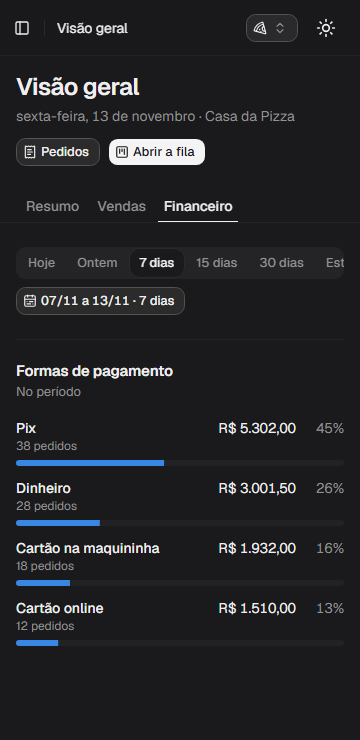 Visão geral
Visão geral
sexta-feira, 13 de novembro · Casa da Pizza
Pedidos
Abrir a fila
Resumo Vendas Financeiro
Hoje Ontem 7 dias 15 dias 30 dias Est
07/11 a 13/11 · 7 dias
Formas de pagamento
No período
Pix R$ 5.302,00 45%
38 pedidos
Dinheiro R$ 3.001,50 26%
28 pedidos
Cartão na maquininha R$ 1.932,00 16%
18 pedidos
Cartão online R$ 1.510,00 13%
12 pedidos